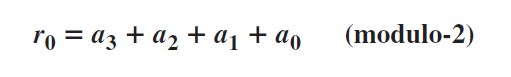 r₀ = a₃ + a₂ + a₁ + a₀ (modulo-2)